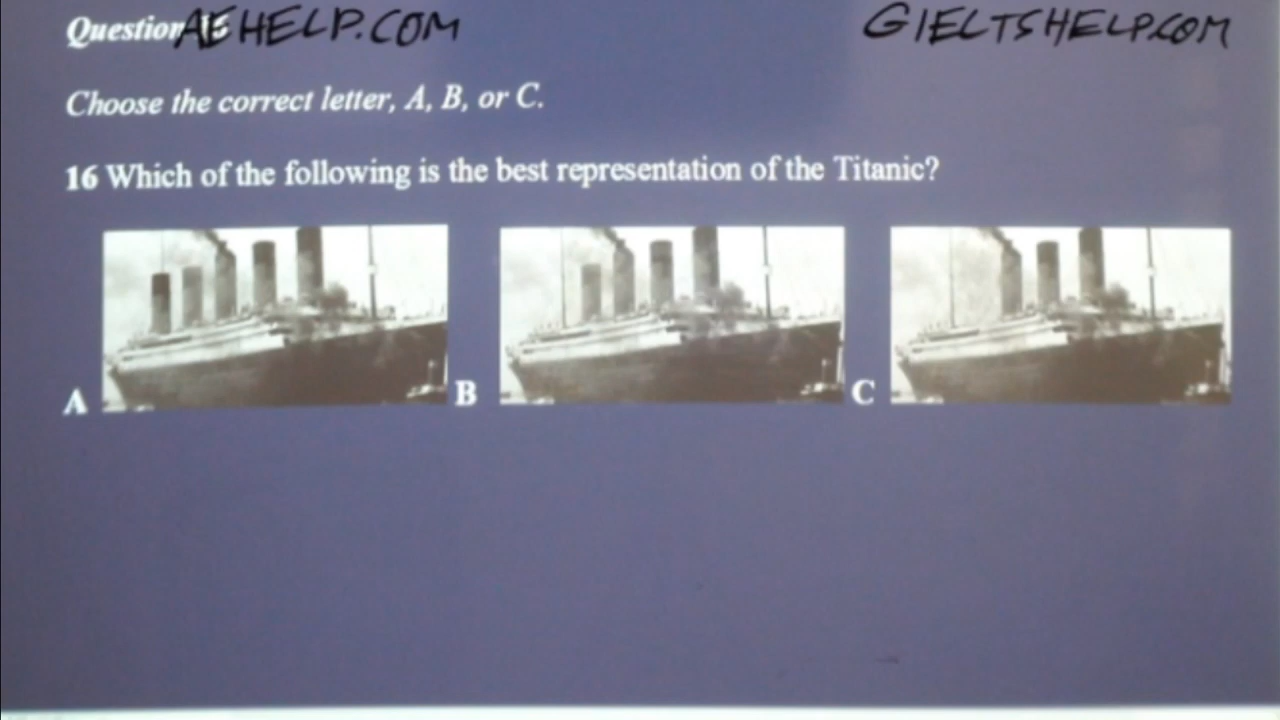 Question AEHELP.COM GIELTSHELP.COM
Choose the correct letter, A, B, or C.
16 Which of the following is the best representation of the Titanic?
A B C